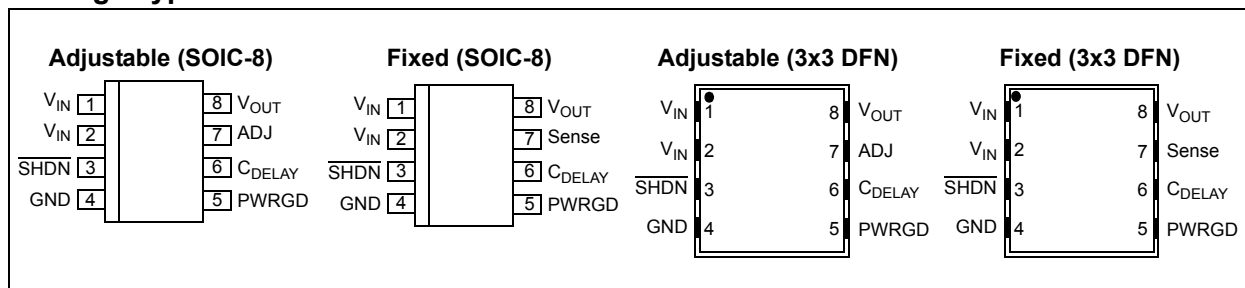 Adjustable (SOIC-8)
VIN 1
VIN 2
SHDN 3
GND 4
8 VOUT
7 ADJ
6 CDELAY
5 PWRGD
Fixed (SOIC-8)
VIN 1
VIN 2
SHDN 3
GND 4
8 VOUT
7 Sense
6 CDELAY
5 PWRGD
Adjustable (3x3 DFN)
VIN 1
VIN 2
SHDN 3
GND 4
8 VOUT
7 ADJ
6 CDELAY
5 PWRGD
Fixed (3x3 DFN)
VIN 1
VIN 2
SHDN 3
GND 4
8 VOUT
7 Sense
6 CDELAY
5 PWRGD